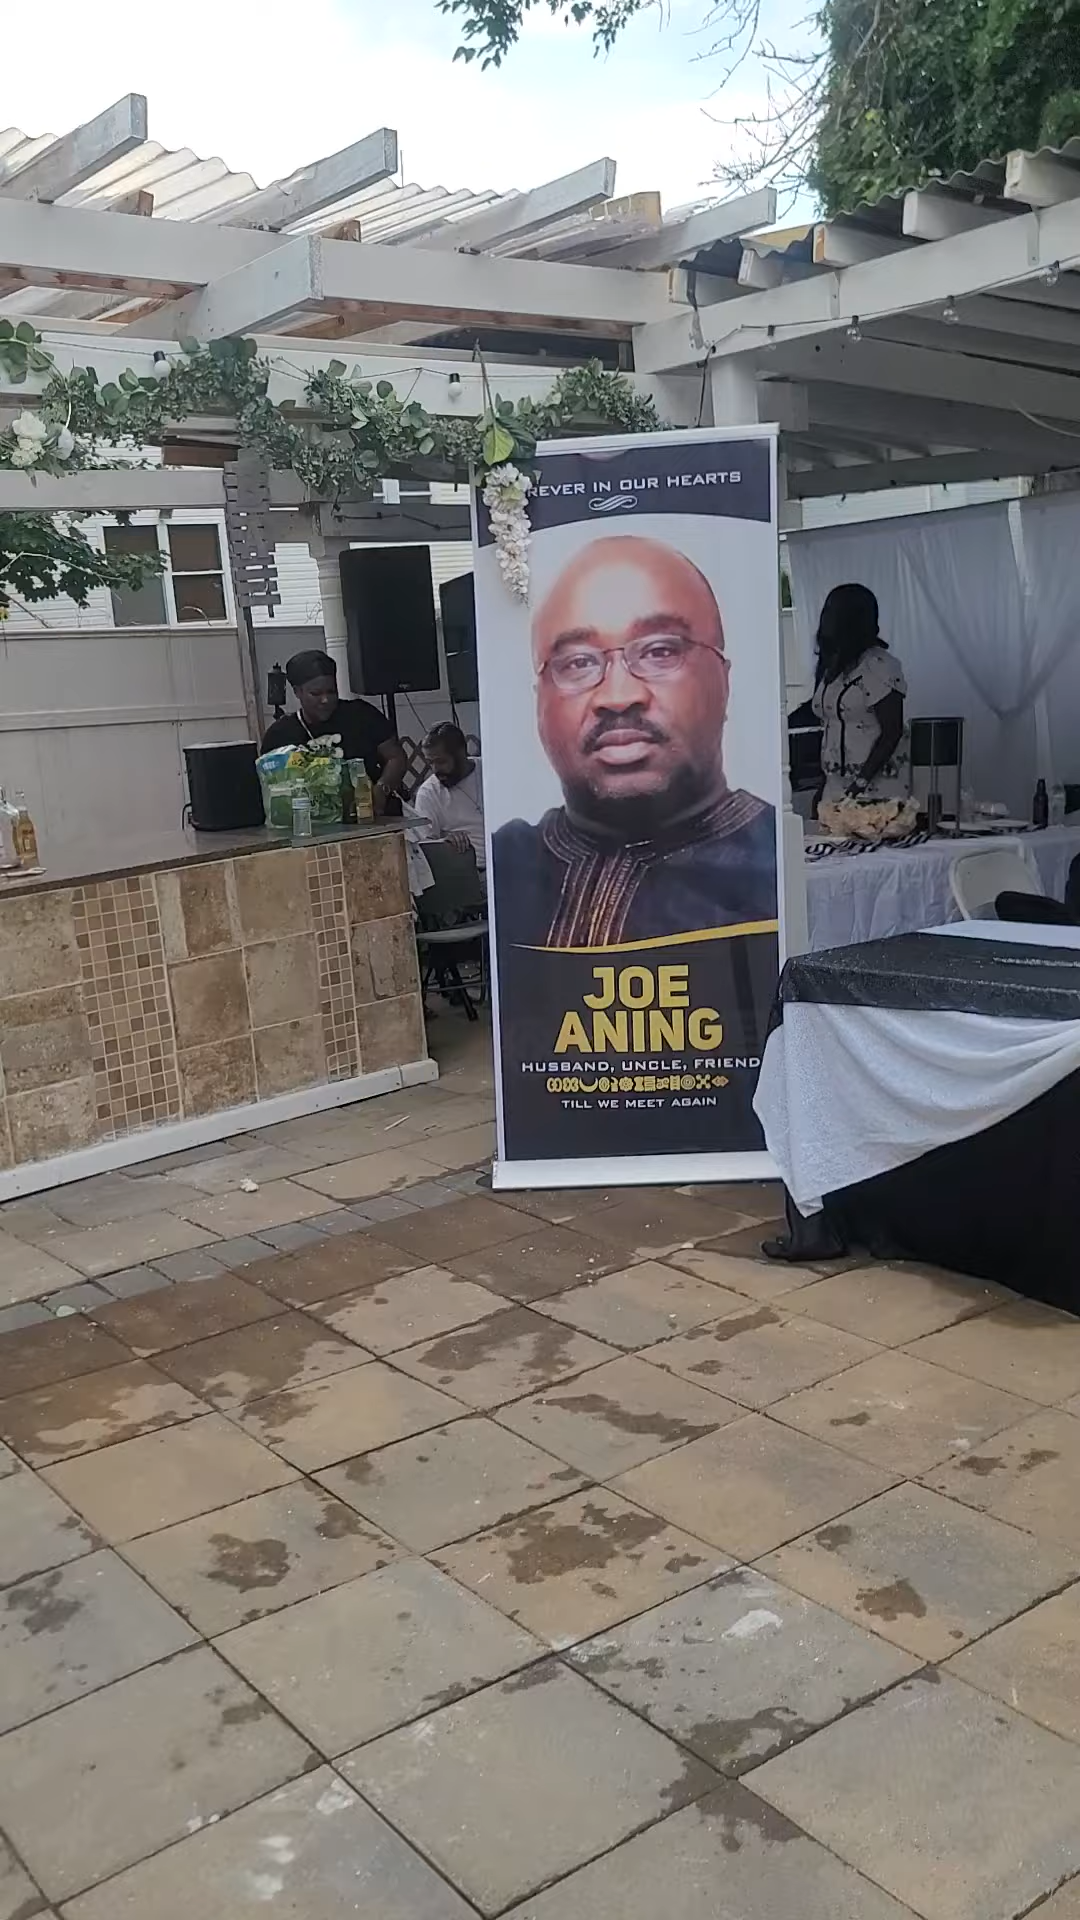 REVER IN OUR HEARTS
JOE
ANING
HUSBAND, UNCLE, FRIEND
TILL WE MEET AGAIN